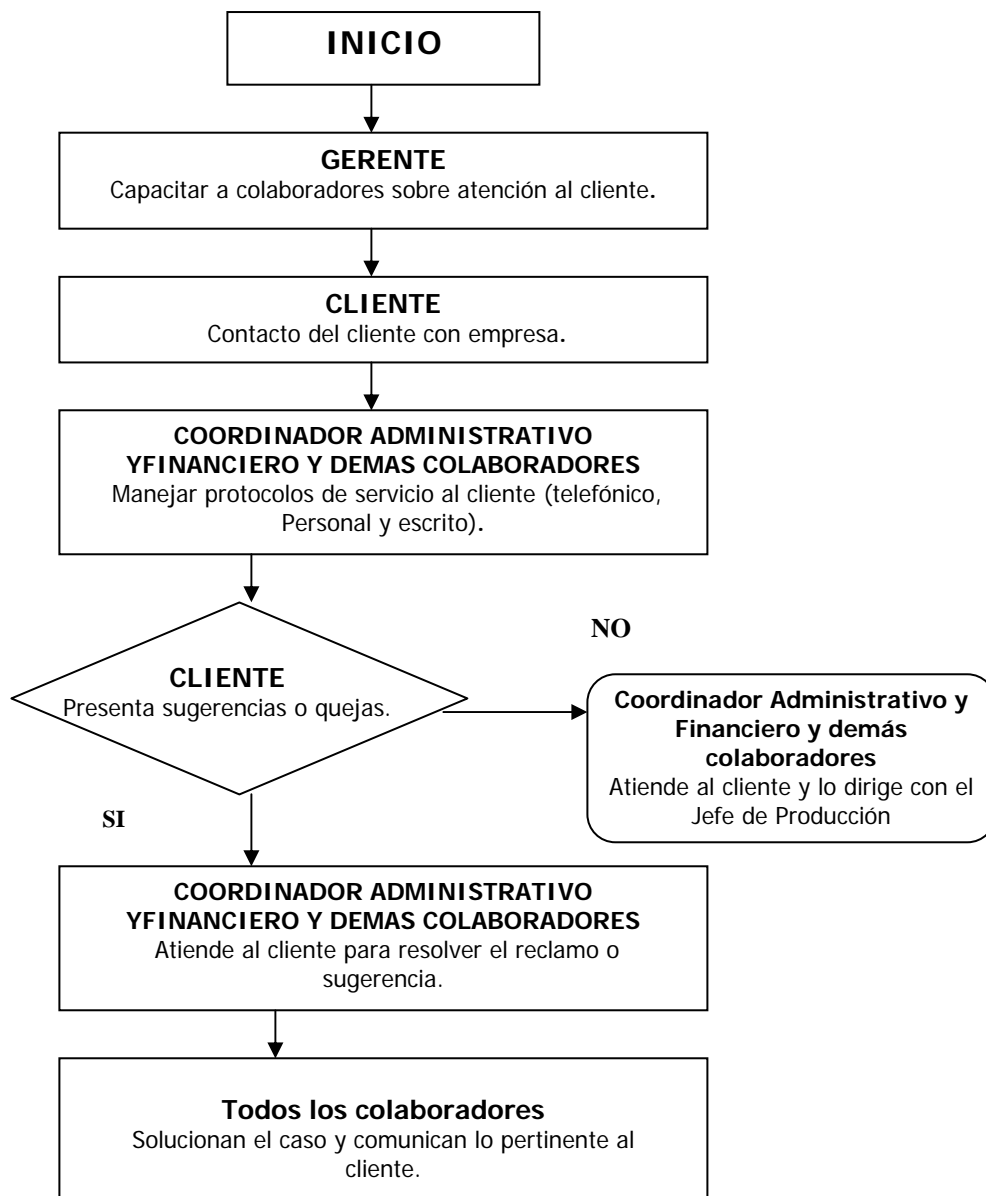 INICIO
GERENTE
Capacitar a colaboradores sobre atención al cliente.
CLIENTE
Contacto del cliente con empresa.
COORDINADOR ADMINISTRATIVO
YFINANCIERO Y DEMAS COLABORADORES
Manejar protocolos de servicio al cliente (telefónico,
Personal y escrito).
NO
CLIENTE
Presenta sugerencias o quejas.
Coordinador Administrativo y
Financiero y demás
colaboradores
Atiende al cliente y lo dirige con el
Jefe de Producción
SI
COORDINADOR ADMINISTRATIVO
YFINANCIERO Y DEMAS COLABORADORES
Atiende al cliente para resolver el reclamo o
sugerencia.
Todos los colaboradores
Solucionan el caso y comunican lo pertinente al
cliente.